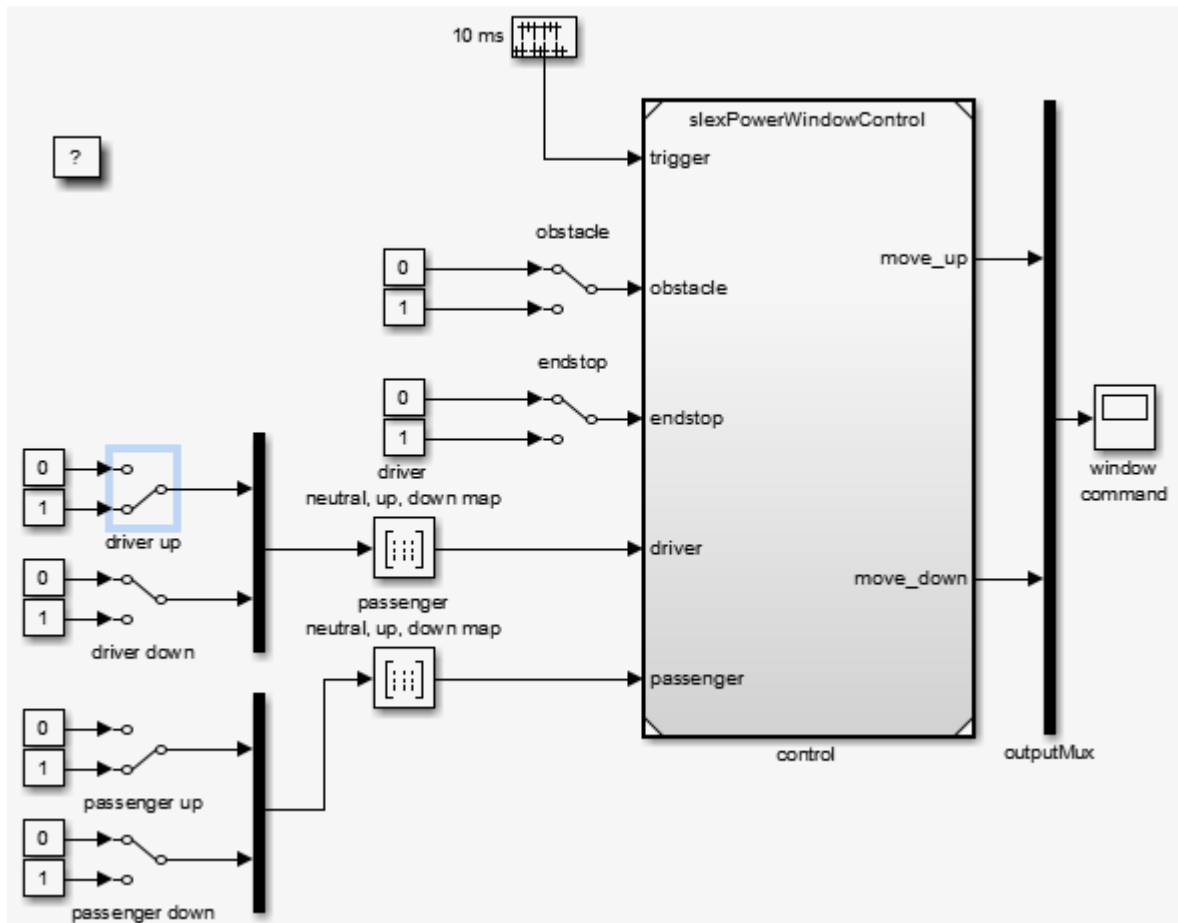 10 ms
slexPowerWindowControl
?
trigger
obstacle
0
1
obstacle
move_up
endstop
0
1
endstop
driver
neutral, up, down map
0
1
driver up
driver
0
1
driver down
move_down
window
command
passenger
neutral, up, down map
passenger
0
1
passenger up
control
outputMux
0
1
passenger down